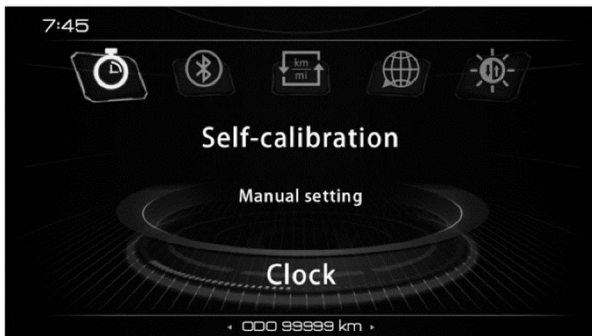 7:45
km
mi
Self-calibration
Manual setting
Clock
ODO 99999 km